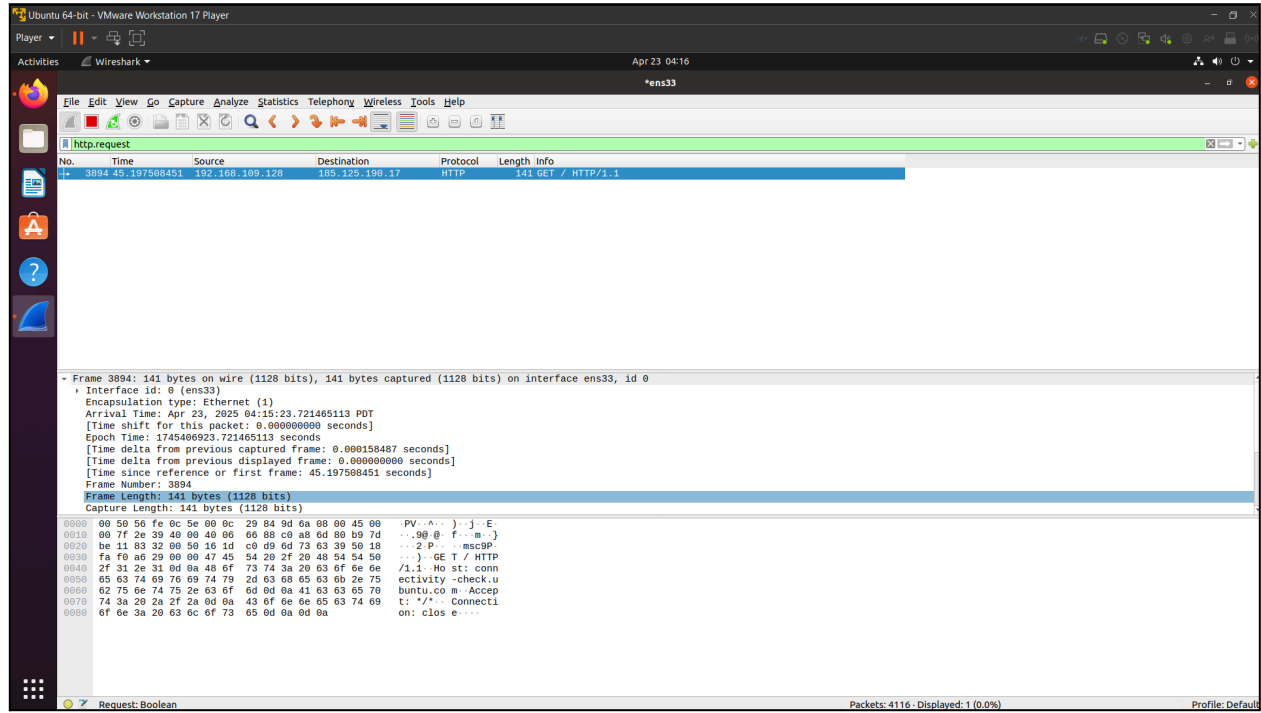 Ubuntu 64-bit - VMware Workstation 17 Player
Player
Activities Wireshark Apr 23 04:16
*ens33
File Edit View Go Capture Analyze Statistics Telephony Wireless Tools Help
http.request
No. Time Source Destination Protocol Length Info
3894 45.197508451 192.168.109.128 185.125.190.17 HTTP 141 GET / HTTP/1.1
Frame 3894: 141 bytes on wire (1128 bits), 141 bytes captured (1128 bits) on interface ens33, id 0
Interface id: 0 (ens33)
Encapsulation type: Ethernet (1)
Arrival Time: Apr 23, 2025 04:15:23.721465113 PDT
[Time shift for this packet: 0.000000000 seconds]
Epoch Time: 1745406923.721465113 seconds
[Time delta from previous captured frame: 0.000158487 seconds]
[Time delta from previous displayed frame: 0.000000000 seconds]
[Time since reference or first frame: 45.197508451 seconds]
Frame Number: 3894
Frame Length: 141 bytes (1128 bits)
Capture Length: 141 bytes (1128 bits)
0000 00 50 56 fe 0c 5e 00 0c 29 84 9d 6a 08 00 45 00 ·PV··^·· )··j··E·
0010 00 7f 2e 39 40 00 40 06 66 88 c0 a8 6d 80 b9 7d ··.9@·@· f···m··}
0020 be 11 83 32 00 50 16 1d c0 d9 6d 73 63 39 50 18 ···2·P·· ··msc9P·
0030 fa f0 a6 29 00 00 47 45 54 20 2f 20 48 54 54 50 ···)··GE T / HTTP
0040 2f 31 2e 31 0d 0a 48 6f 73 74 3a 20 63 6f 6e 6e /1.1··Ho st: conn
0050 65 63 74 69 76 69 74 79 2d 63 68 65 63 6b 2e 75 ectivity -check.u
0060 62 75 6e 74 75 2e 63 6f 6d 0d 0a 41 63 63 65 70 buntu.co m··Accep
0070 74 3a 20 2a 2f 2a 0d 0a 43 6f 6e 6e 65 63 74 69 t: */*·· Connecti
0080 6f 6e 3a 20 63 6c 6f 73 65 0d 0a 0d 0a on: clos e····
Request: Boolean Packets: 4116 · Displayed: 1 (0.0%) Profile: Default